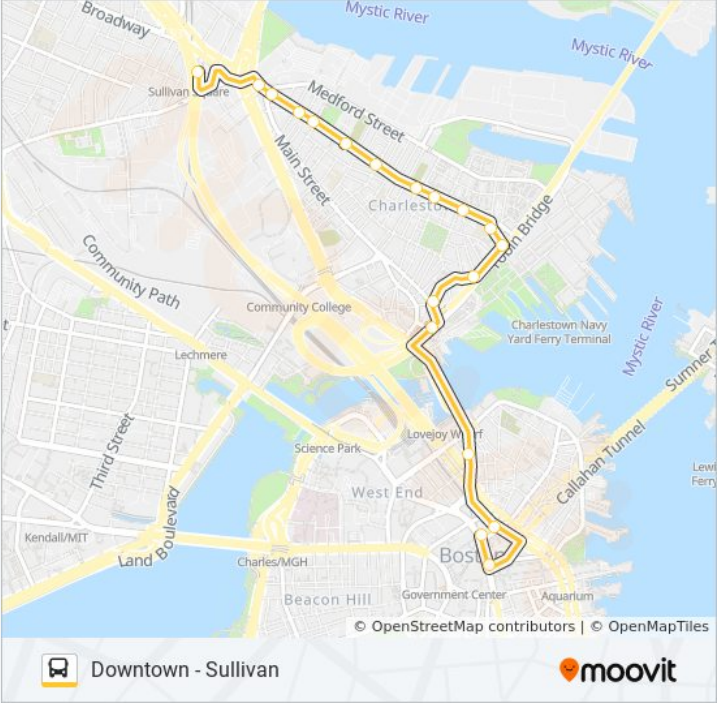 Mystic River
Broadway
Mystic River
Sullivan Square
Medford Street
Main Street
Charlesto
Tobin Bridge
Community Path
Community College
Charlestown Navy
Yard Ferry Terminal
Mystic River
t
Lechmere
Sumner T
Third Street
Lovejoy Wharf
Callahan Tunnel
Science Park
Lewi
Ferry
West End
Land Boulevard
Kendall/MIT
Charles/MGH
Boston
Government Center
Aquarium
Beacon Hill
© OpenStreetMap contributors | © OpenMapTiles
Downtown - Sullivan
moovit